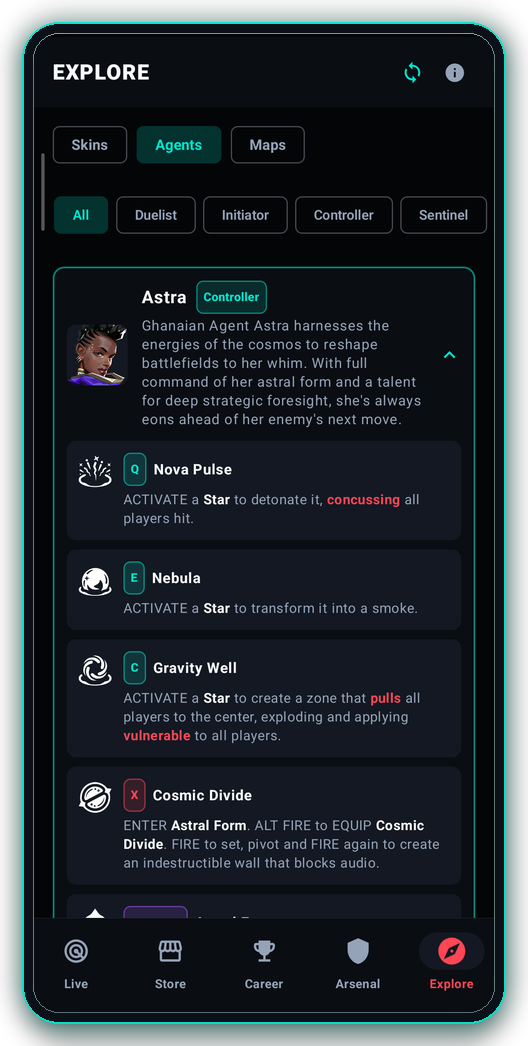 EXPLORE
Skins
Agents
Maps
All
Duelist
Initiator
Controller
Sentinel
Astra
Controller
Ghanaian Agent Astra harnesses the
energies of the cosmos to reshape
battlefields to her whim. With full
command of her astral form and a talent
for deep strategic foresight, she's always
eons ahead of her enemy's next move.
Q Nova Pulse
ACTIVATE a Star to detonate it, concussing all
players hit.
E Nebula
ACTIVATE a Star to transform it into a smoke.
C Gravity Well
ACTIVATE a Star to create a zone that pulls all
players to the center, exploding and applying
vulnerable to all players.
X Cosmic Divide
ENTER Astral Form. ALT FIRE to EQUIP Cosmic
Divide. FIRE to set, pivot and FIRE again to create
an indestructible wall that blocks audio.
Live
Store
Career
Arsenal
Explore